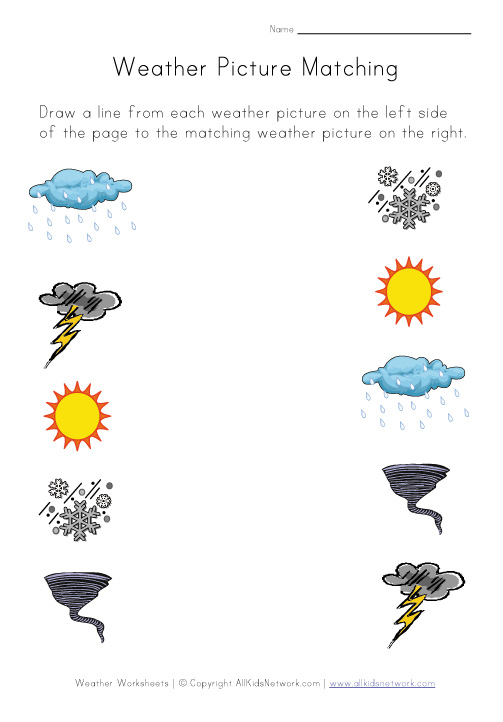 Name
Weather Picture Matching
Draw a line from each weather picture on the left side
of the page to the matching weather picture on the right.
Weather Worksheets | © Copyright AllKidsNetwork.com | www.allkidsnetwork.com